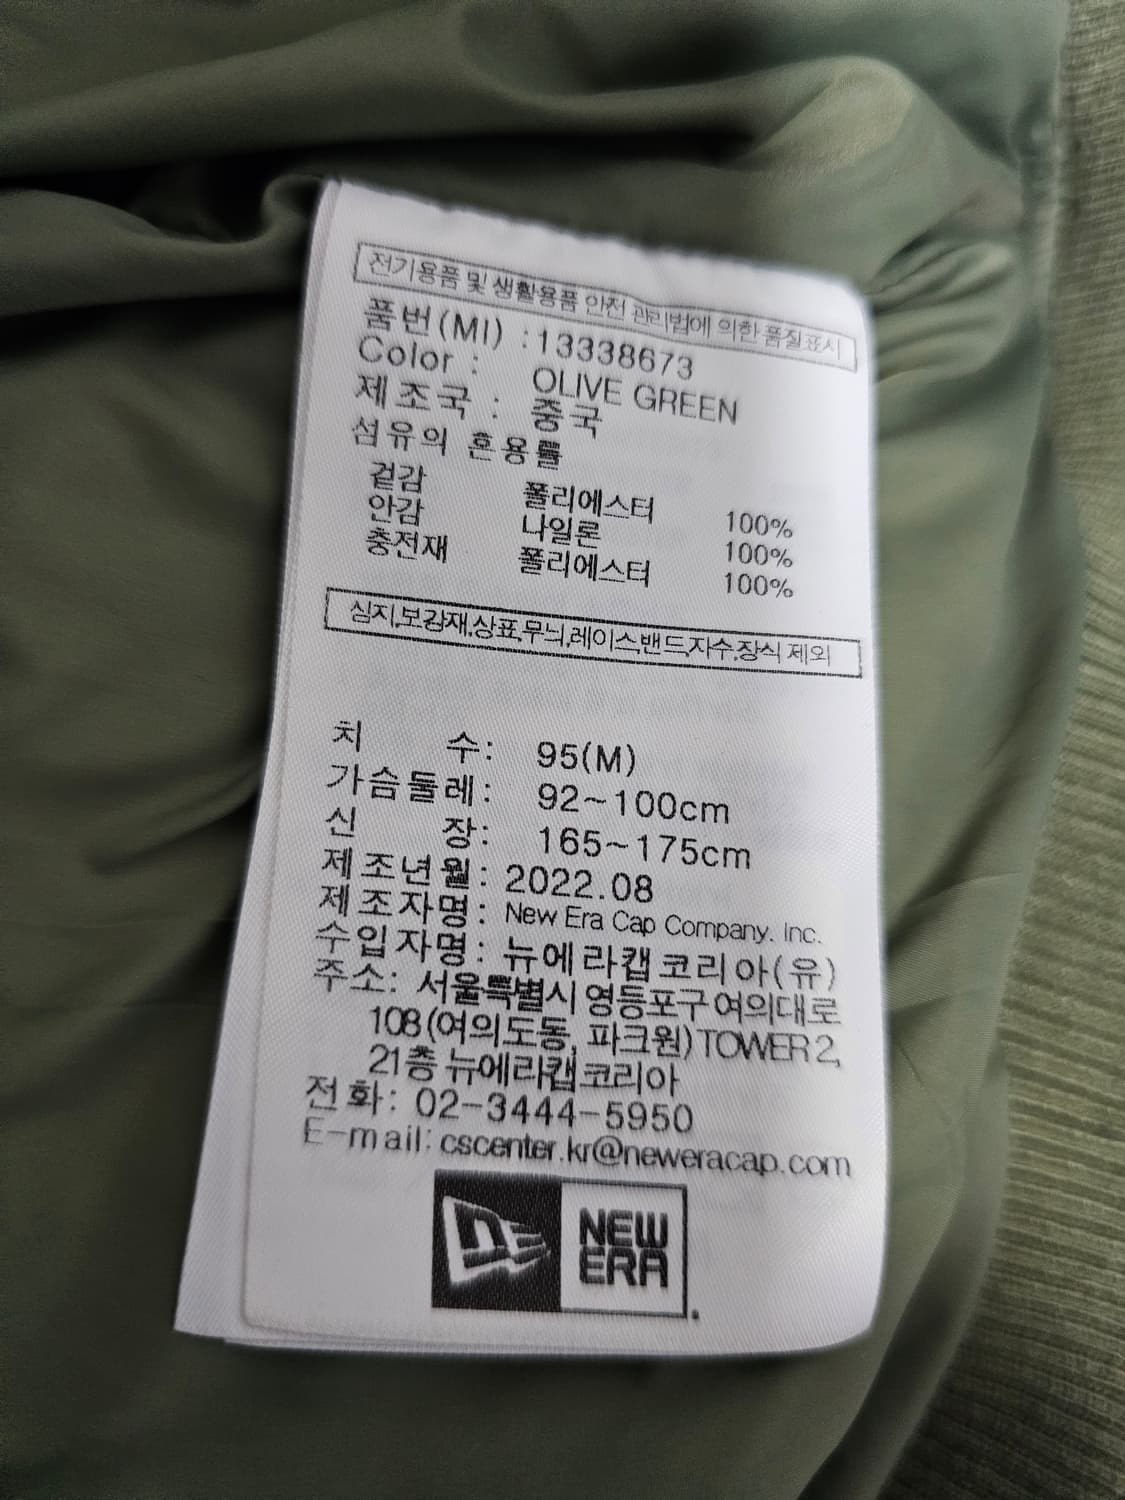 전기용품 및 생활용품 안전 관리법에 의한 품질표시
품번(MI) : 13338673
Color : OLIVE GREEN
제조국 : 중국
섬유의 혼용률
겉감 폴리에스터 100%
안감 나일론 100%
충전재 폴리에스터 100%
심지,보강재,상표,무늬,레이스,밴드,자수,장식 제외
치 수: 95(M)
가슴둘레: 92~100cm
신 장: 165~175cm
제조년월: 2022.08
제조자명: New Era Cap Company. Inc.
수입자명: 뉴에라캡코리아(유)
주소: 서울특별시 영등포구 여의대로
108(여의도동, 파크원) TOWER 2,
21층 뉴에라캡코리아
전화: 02-3444-5950
E-mail: cscenter.kr@neweracap.com
NEW
ERA